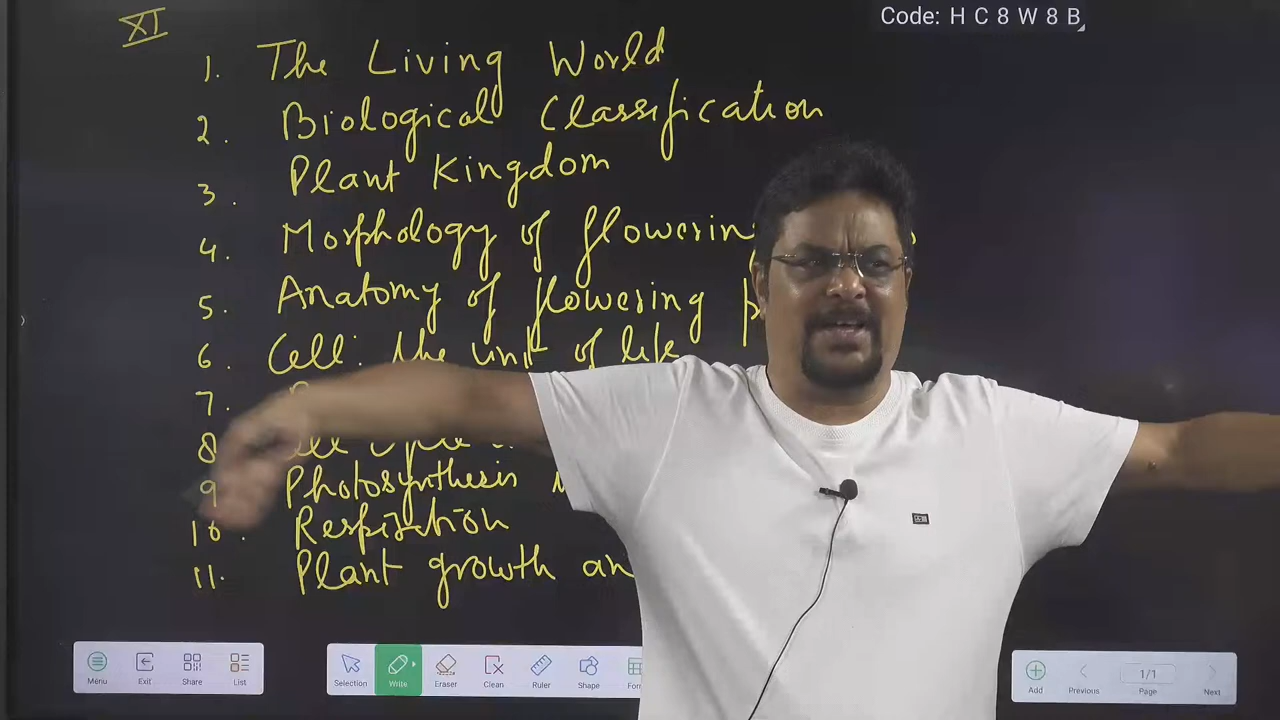 Code: H C 8 W 8 B
XI
1. The Living World
2. Biological Classification
3. Plant Kingdom
4. Morphology of flowering
5. Anatomy of flowering
6. Cell: the unit of life
7.
8
9 Photosynthesis
10. Respiration
11. Plant growth
Menu Exit Share List Selection Write Eraser Clean Ruler Shape Add Previous 1/1 Page Next